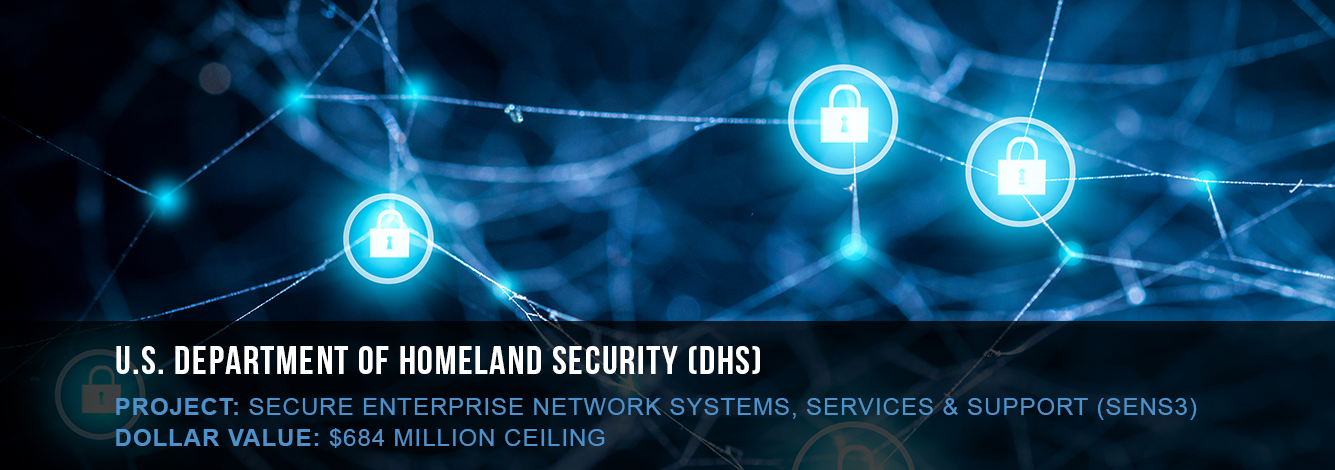 U.S. DEPARTMENT OF HOMELAND SECURITY (DHS)
PROJECT: SECURE ENTERPRISE NETWORK SYSTEMS, SERVICES & SUPPORT (SENS3)
DOLLAR VALUE: $684 MILLION CEILING